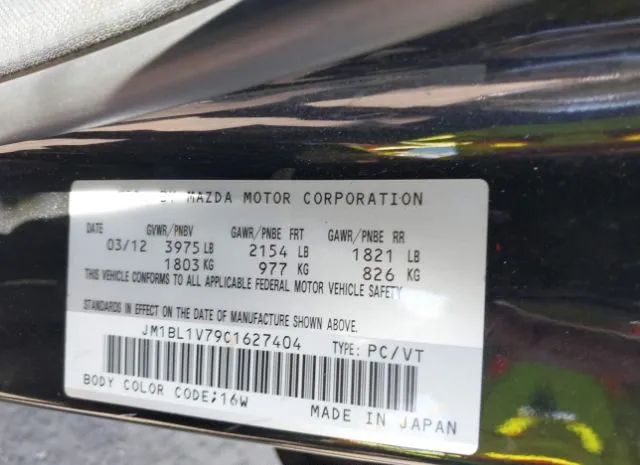 BY MAZDA MOTOR CORPORATION
DATE GVWR/PNBV GAWR/PNBE FRT GAWR/PNBE RR
03/12 3975 LB 2154 LB 1821 LB
1803 KG 977 KG 826 KG
THIS VEHICLE CONFORMS TO ALL APPLICABLE FEDERAL MOTOR VEHICLE SAFETY
STANDARDS IN EFFECT ON THE DATE OF MANUFACTURE SHOWN ABOVE.
JM1BL1V79C1627404 TYPE: PC/VT
BODY COLOR CODE;16W
MADE IN JAPAN